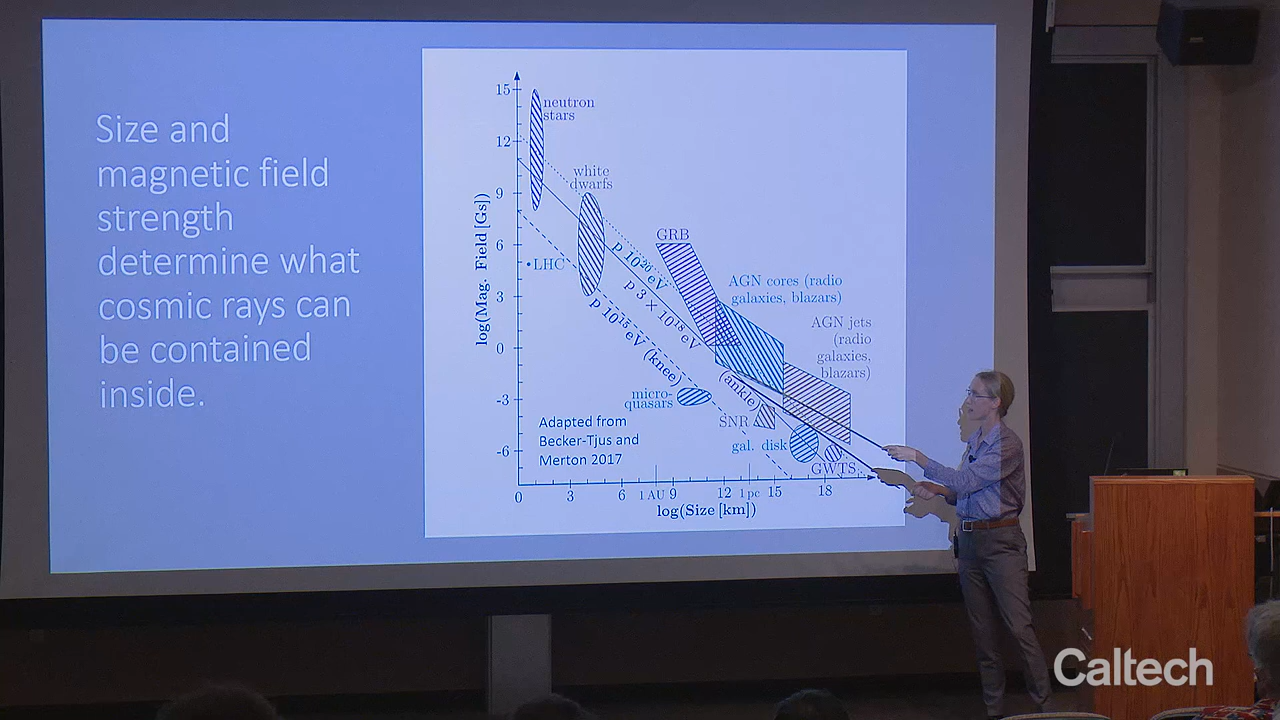 Size and
magnetic field
strength
determine what
cosmic rays can
be contained
inside.
log(Mag. Field [Gs])
15
12
9
6
3
0
-3
-6
neutron
stars
white
dwarfs
•LHC
GRB
p 10²⁰ eV
p 3 × 10¹⁸ eV
p 10¹⁵ eV (knee)
(ankle)
AGN cores (radio
galaxies, blazars)
AGN jets
(radio
galaxies,
blazars)
micro-
quasars
SNR
gal. disk
GWTS
Adapted from
Becker-Tjus and
Merton 2017
0 3 6 1 AU 9 12 1 pc 15 18
log(Size [km])
Caltech